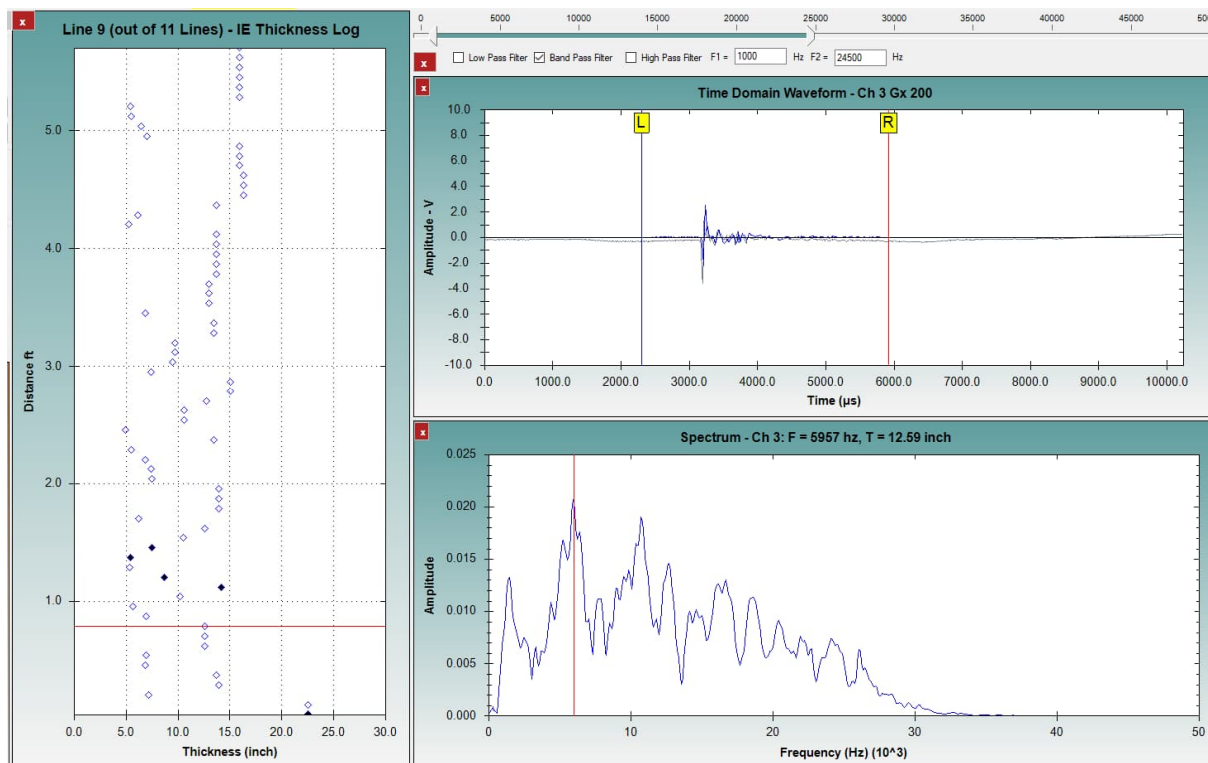 x
Line 9 (out of 11 Lines) - IE Thickness Log
5.0
4.0
3.0
2.0
1.0
Distance ft
0.0 5.0 10.0 15.0 20.0 25.0 30.0
Thickness (inch)
0 5000 10000 15000 20000 25000 30000 35000 40000 45000
x
Low Pass Filter Band Pass Filter High Pass Filter F1 = 1000 Hz F2 = 24500 Hz
x
Time Domain Waveform - Ch 3 Gx 200
L R
10.0
8.0
6.0
4.0
2.0
0.0
-2.0
-4.0
-6.0
-8.0
-10.0
Amplitude - V
0.0 1000.0 2000.0 3000.0 4000.0 5000.0 6000.0 7000.0 8000.0 9000.0 10000.0
Time (µs)
x
Spectrum - Ch 3: F = 5957 hz, T = 12.59 inch
0.025
0.020
0.015
0.010
0.005
0.000
Amplitude
0 10 20 30 40 50
Frequency (Hz) (10^3)